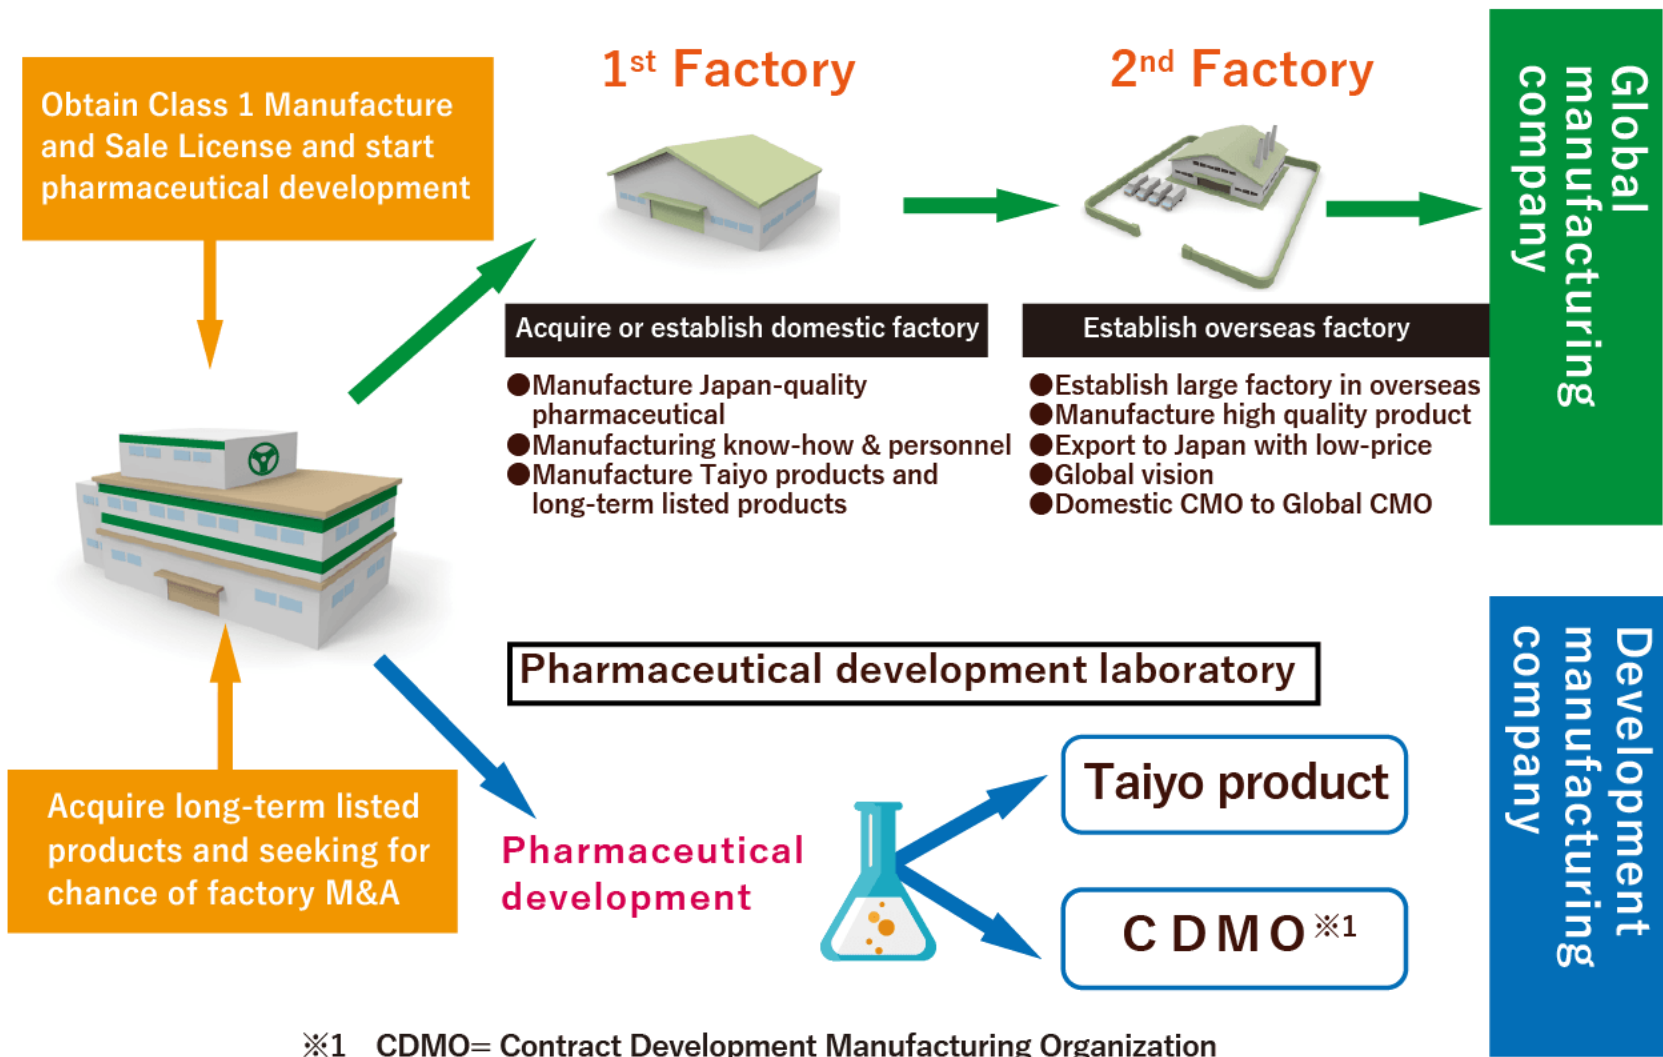 Obtain Class 1 Manufacture
and Sale License and start
pharmaceutical development
1st Factory
2nd Factory
Acquire or establish domestic factory
●Manufacture Japan-quality
pharmaceutical
●Manufacturing know-how & personnel
●Manufacture Taiyo products and
long-term listed products
Establish overseas factory
●Establish large factory in overseas
●Manufacture high quality product
●Export to Japan with low-price
●Global vision
●Domestic CMO to Global CMO
Global
manufacturing
company
Acquire long-term listed
products and seeking for
chance of factory M&A
Pharmaceutical development laboratory
Pharmaceutical
development
Taiyo product
CDMO※1
Development
manufacturing
company
※1 CDMO= Contract Development Manufacturing Organization